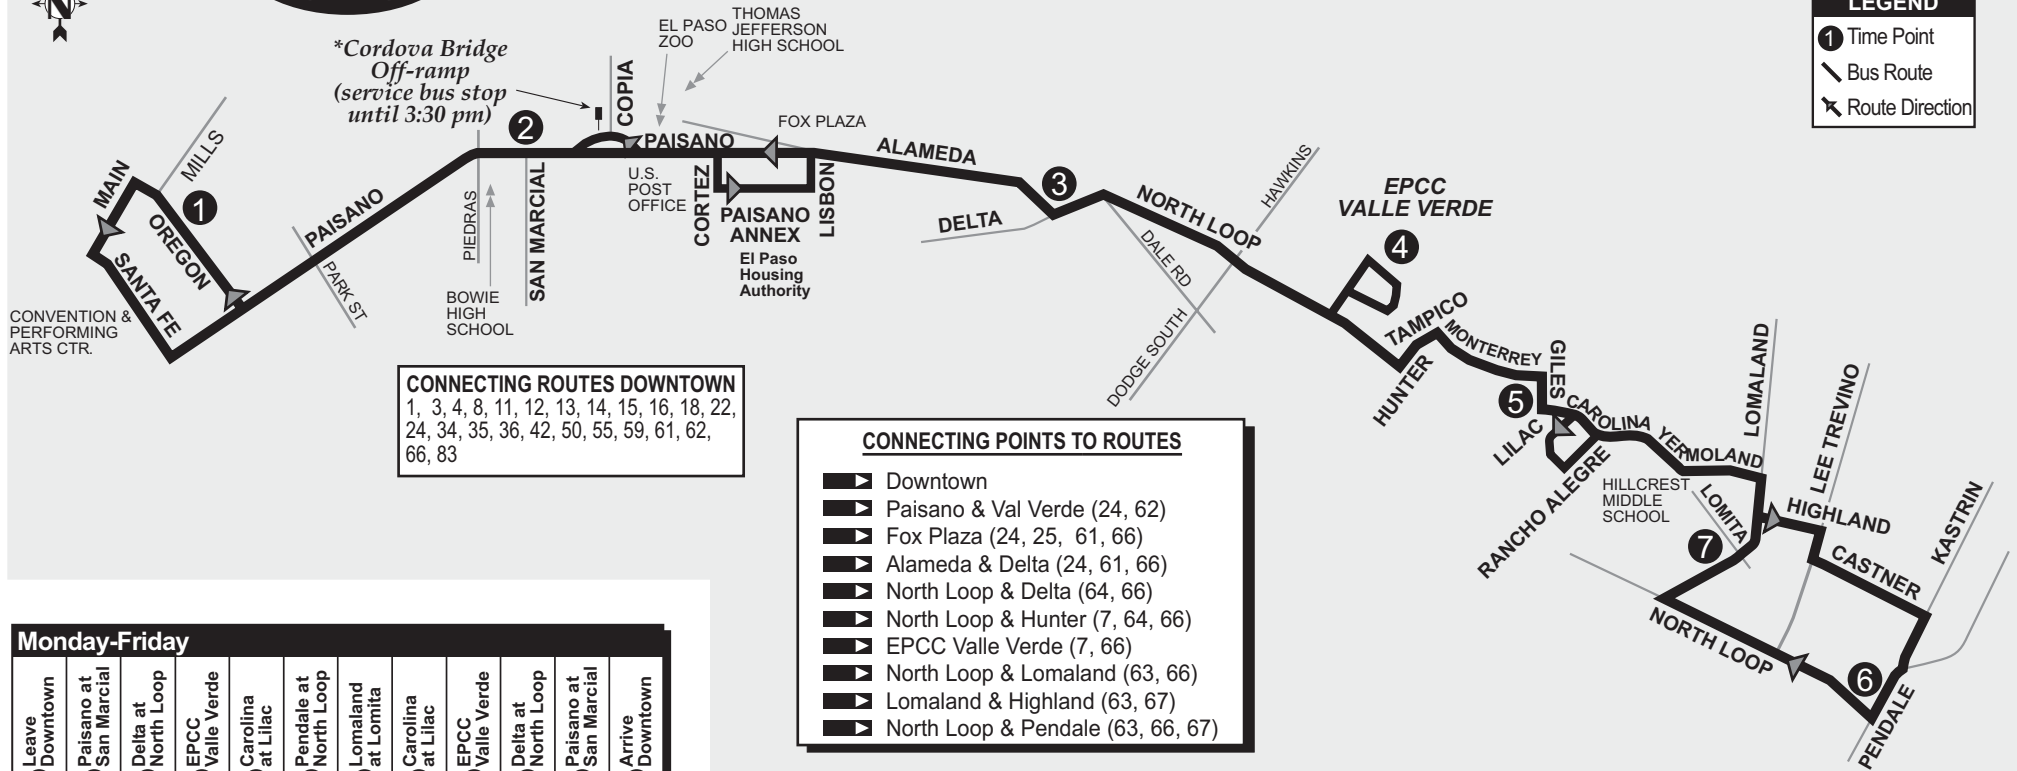 N
*Cordova Bridge
Off-ramp
(service bus stop
until 3:30 pm)
EL PASO
ZOO
THOMAS
JEFFERSON
HIGH SCHOOL
LEGEND
1 Time Point
Bus Route
Route Direction
COPIA
2
PAISANO
FOX PLAZA
ALAMEDA
MAIN
MILLS
1
OREGON
SANTA FE
PAISANO
PARK ST
CONVENTION &
PERFORMING
ARTS CTR.
PIEDRAS
SAN MARCIAL
BOWIE
HIGH
SCHOOL
U.S.
POST
OFFICE
CORTEZ
PAISANO
ANNEX
El Paso
Housing
Authority
LISBON
3
DELTA
NORTH LOOP
HAWKINS
DALE RD
DODGE SOUTH
EPCC
VALLE VERDE
4
TAMPICO
HUNTER
MONTERREY
GILES
5
CAROLINA
LILAC
RANCHO ALEGRE
YERMOLAND
LOMALAND
LEE TREVINO
HILLCREST
MIDDLE
SCHOOL
LOMITA
7
HIGHLAND
CASTNER
KASTRIN
NORTH LOOP
6
PENDALE
CONNECTING ROUTES DOWNTOWN
1, 3, 4, 8, 11, 12, 13, 14, 15, 16, 18, 22,
24, 34, 35, 36, 42, 50, 55, 59, 61, 62,
66, 83
CONNECTING POINTS TO ROUTES
Downtown
Paisano & Val Verde (24, 62)
Fox Plaza (24, 25, 61, 66)
Alameda & Delta (24, 61, 66)
North Loop & Delta (64, 66)
North Loop & Hunter (7, 64, 66)
EPCC Valle Verde (7, 66)
North Loop & Lomaland (63, 66)
Lomaland & Highland (63, 67)
North Loop & Pendale (63, 66, 67)
Monday-Friday
Leave
Downtown
Paisano at
San Marcial
Delta at
North Loop
EPCC
Valle Verde
Carolina
at Lilac
Pendale at
North Loop
Lomaland
at Lomita
Carolina
at Lilac
EPCC
Valle Verde
Delta at
North Loop
Paisano at
San Marcial
Arrive
Downtown